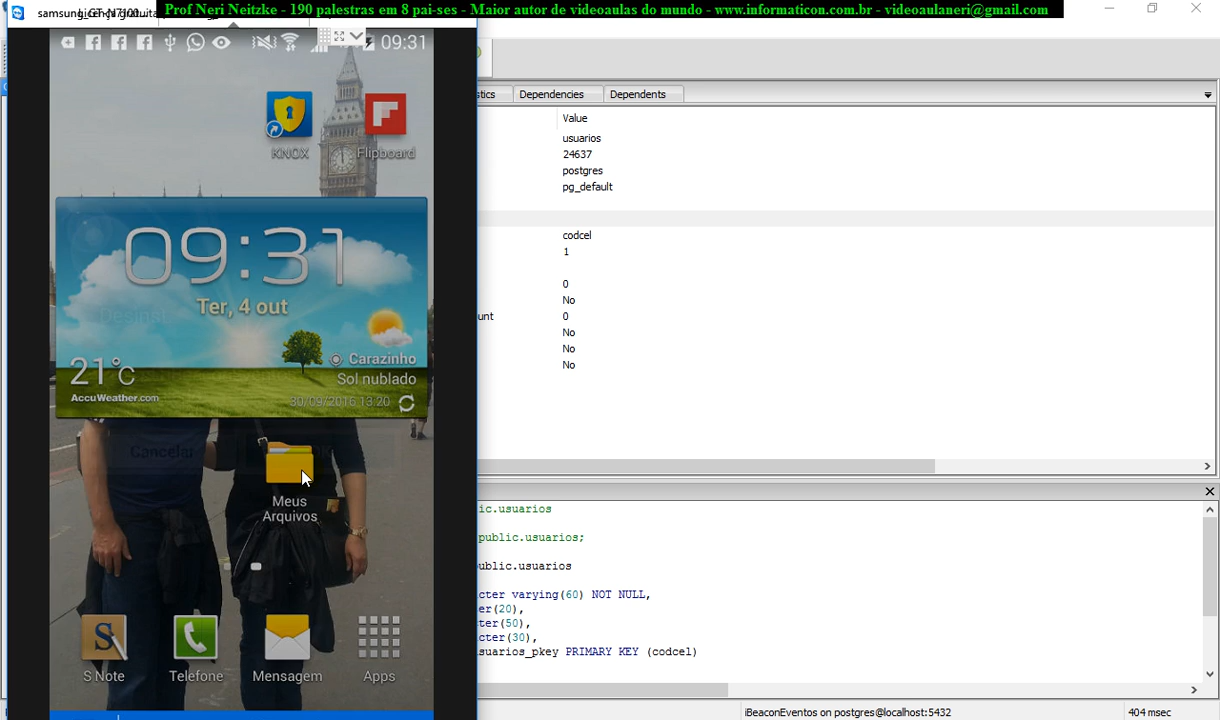 Prof Neri Neitzke - 190 palestras em 8 pai-ses - Maior autor de videoaulas do mundo - www.informaticon.com.br - videoaulaneri@gmail.com
09:31
KNOX
Flipboard
09:31
Ter, 4 out
Desinst
21°C
Carazinho
Sol nublado
AccuWeather.com
30/09/2016 13:20
Cancelar
Meus
Arquivos
S Note
Telefone
Mensagem
Apps
stics
Dependencies
Dependents
Value
usuarios
24637
postgres
pg_default
codcel
1
0
No
unt 0
No
No
No
lic.usuarios
public.usuarios;
public.usuarios
cter varying(60) NOT NULL,
er(20),
ter(50),
cter(30),
suarios_pkey PRIMARY KEY (codcel)
iBeaconEventos on postgres@localhost:5432
404 msec